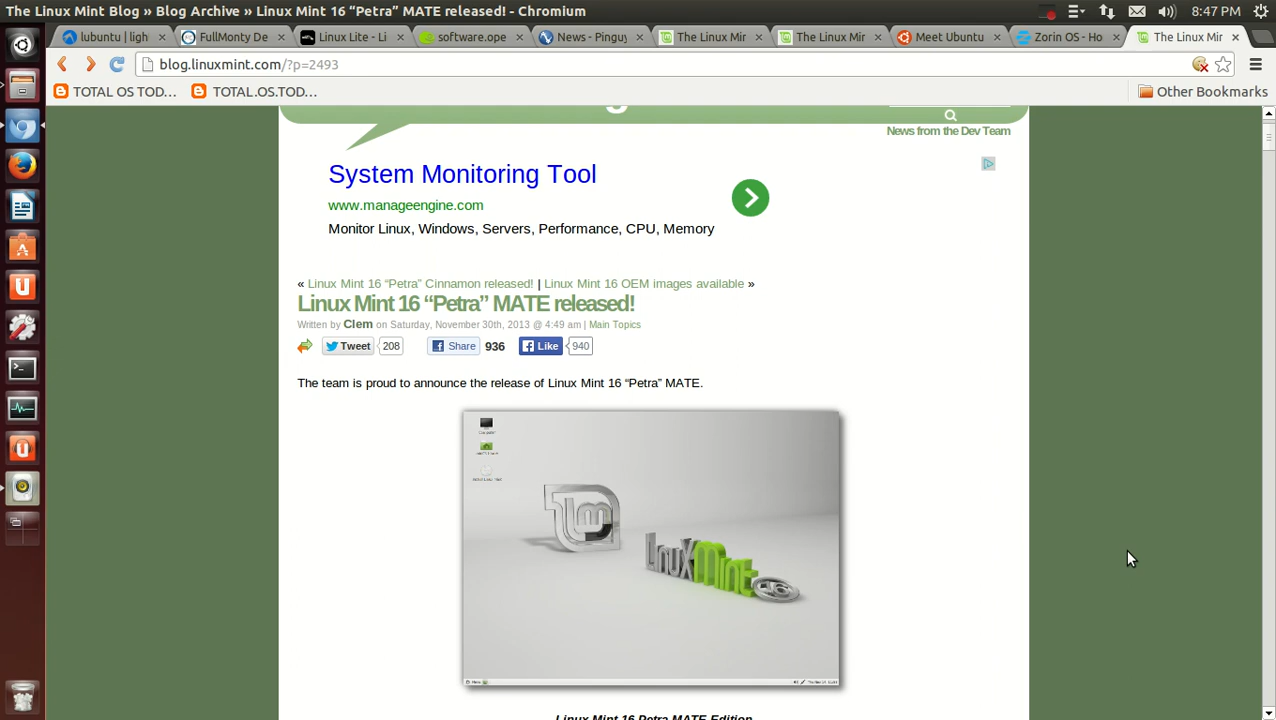 The Linux Mint Blog » Blog Archive » Linux Mint 16 “Petra” MATE released! - Chromium
8:47 PM
lubuntu | ligh
FullMonty De
Linux Lite - Li
software.ope
News - Pinguy
The Linux Mir
The Linux Mir
Meet Ubuntu
Zorin OS - Ho
The Linux Mir
blog.linuxmint.com/?p=2493
TOTAL OS TOD...
TOTAL.OS.TOD...
Other Bookmarks
News from the Dev Team
System Monitoring Tool
www.manageengine.com
Monitor Linux, Windows, Servers, Performance, CPU, Memory
« Linux Mint 16 “Petra” Cinnamon released! | Linux Mint 16 OEM images available »
Linux Mint 16 “Petra” MATE released!
Written by Clem on Saturday, November 30th, 2013 @ 4:49 am | Main Topics
Tweet 208 Share 936 Like 940
The team is proud to announce the release of Linux Mint 16 “Petra” MATE.
Computer
LinuxMint 16
Linux Mint 16 Petra MATE Edition